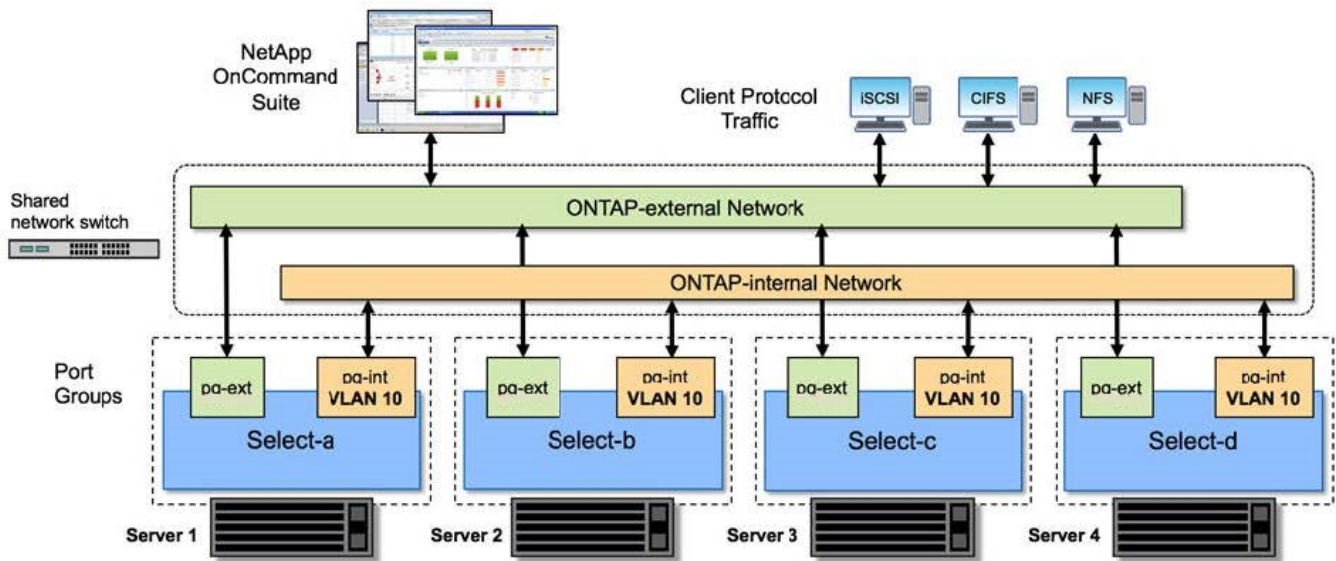 NetApp
OnCommand
Suite
Client Protocol
Traffic
iSCSI
CIFS
NFS
Shared
network switch
ONTAP-external Network
ONTAP-internal Network
Port
Groups
pg-ext
pg-int
VLAN 10
Select-a
pg-ext
pg-int
VLAN 10
Select-b
pg-ext
pg-int
VLAN 10
Select-c
pg-ext
pg-int
VLAN 10
Select-d
Server 1
Server 2
Server 3
Server 4